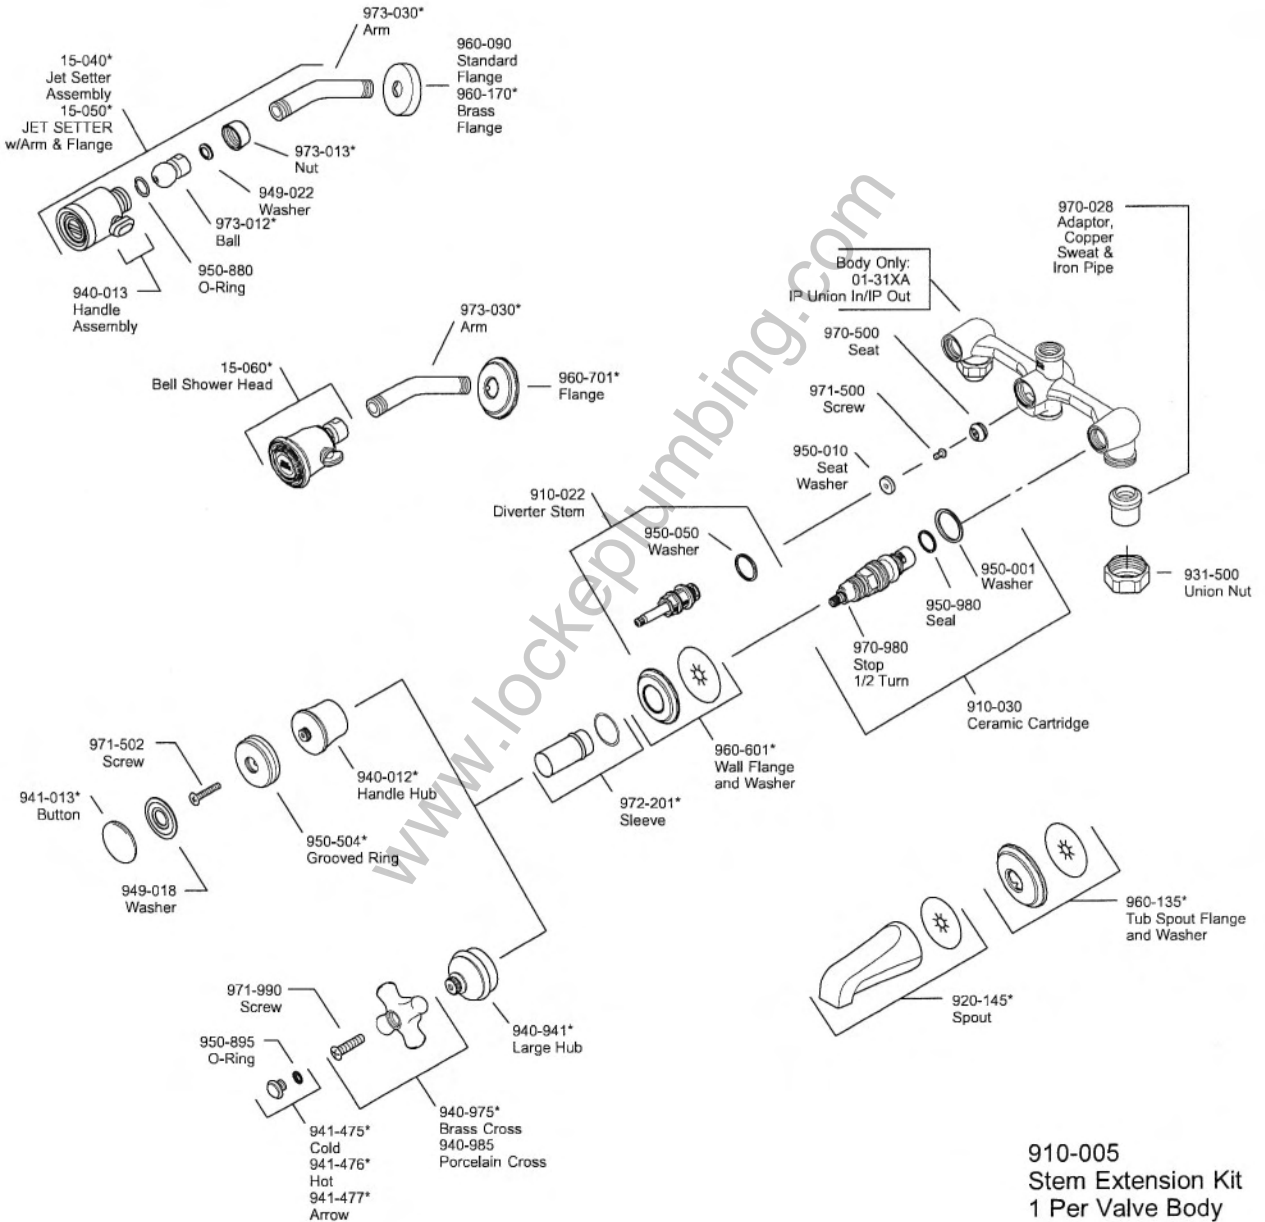 973-030*
Arm
960-090
Standard
Flange
960-170*
Brass
Flange
15-040*
Jet Setter
Assembly
15-050*
JET SETTER
w/Arm & Flange
973-013*
Nut
949-022
Washer
973-012*
Ball
950-880
O-Ring
940-013
Handle
Assembly
973-030*
Arm
15-060*
Bell Shower Head
960-701*
Flange
970-028
Adaptor,
Copper
Sweat &
Iron Pipe
Body Only:
01-31XA
IP Union In/IP Out
970-500
Seat
971-500
Screw
950-010
Seat
Washer
910-022
Diverter Stem
950-050
Washer
950-001
Washer
950-980
Seal
931-500
Union Nut
970-980
Stop
1/2 Turn
910-030
Ceramic Cartridge
960-601*
Wall Flange
and Washer
972-201*
Sleeve
971-502
Screw
940-012*
Handle Hub
941-013*
Button
950-504*
Grooved Ring
949-018
Washer
960-135*
Tub Spout Flange
and Washer
920-145*
Spout
971-990
Screw
940-941*
Large Hub
950-895
O-Ring
940-975*
Brass Cross
940-985
Porcelain Cross
941-475*
Cold
941-476*
Hot
941-477*
Arrow
910-005
Stem Extension Kit
1 Per Valve Body
www.lockeplumbing.com